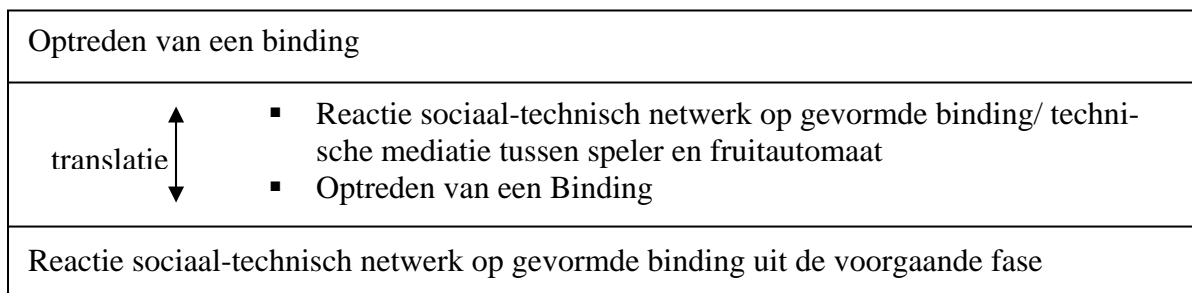 Optreden van een binding
▪ Reactie sociaal-technisch netwerk op gevormde binding/ techni-
sche mediatie tussen speler en fruitautomaat
translatie
▪ Optreden van een Binding
Reactie sociaal-technisch netwerk op gevormde binding uit de voorgaande fase